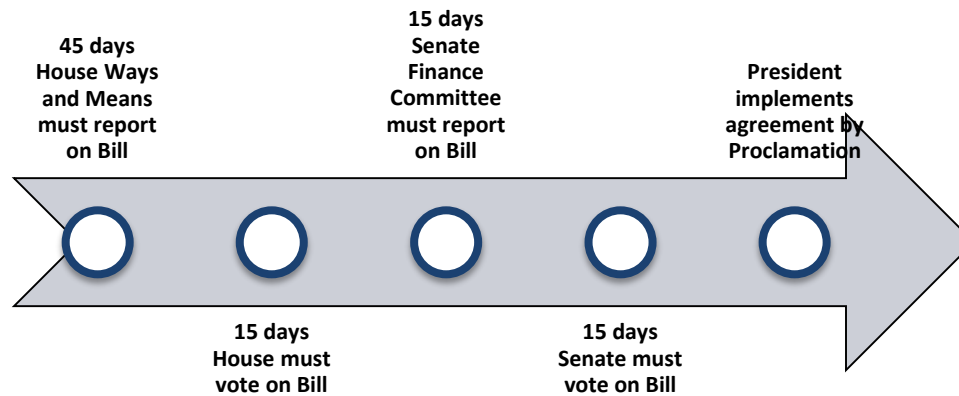 45 days
House Ways
and Means
must report
on Bill
15 days
House must
vote on Bill
15 days
Senate
Finance
Committee
must report
on Bill
15 days
Senate must
vote on Bill
President
implements
agreement by
Proclamation